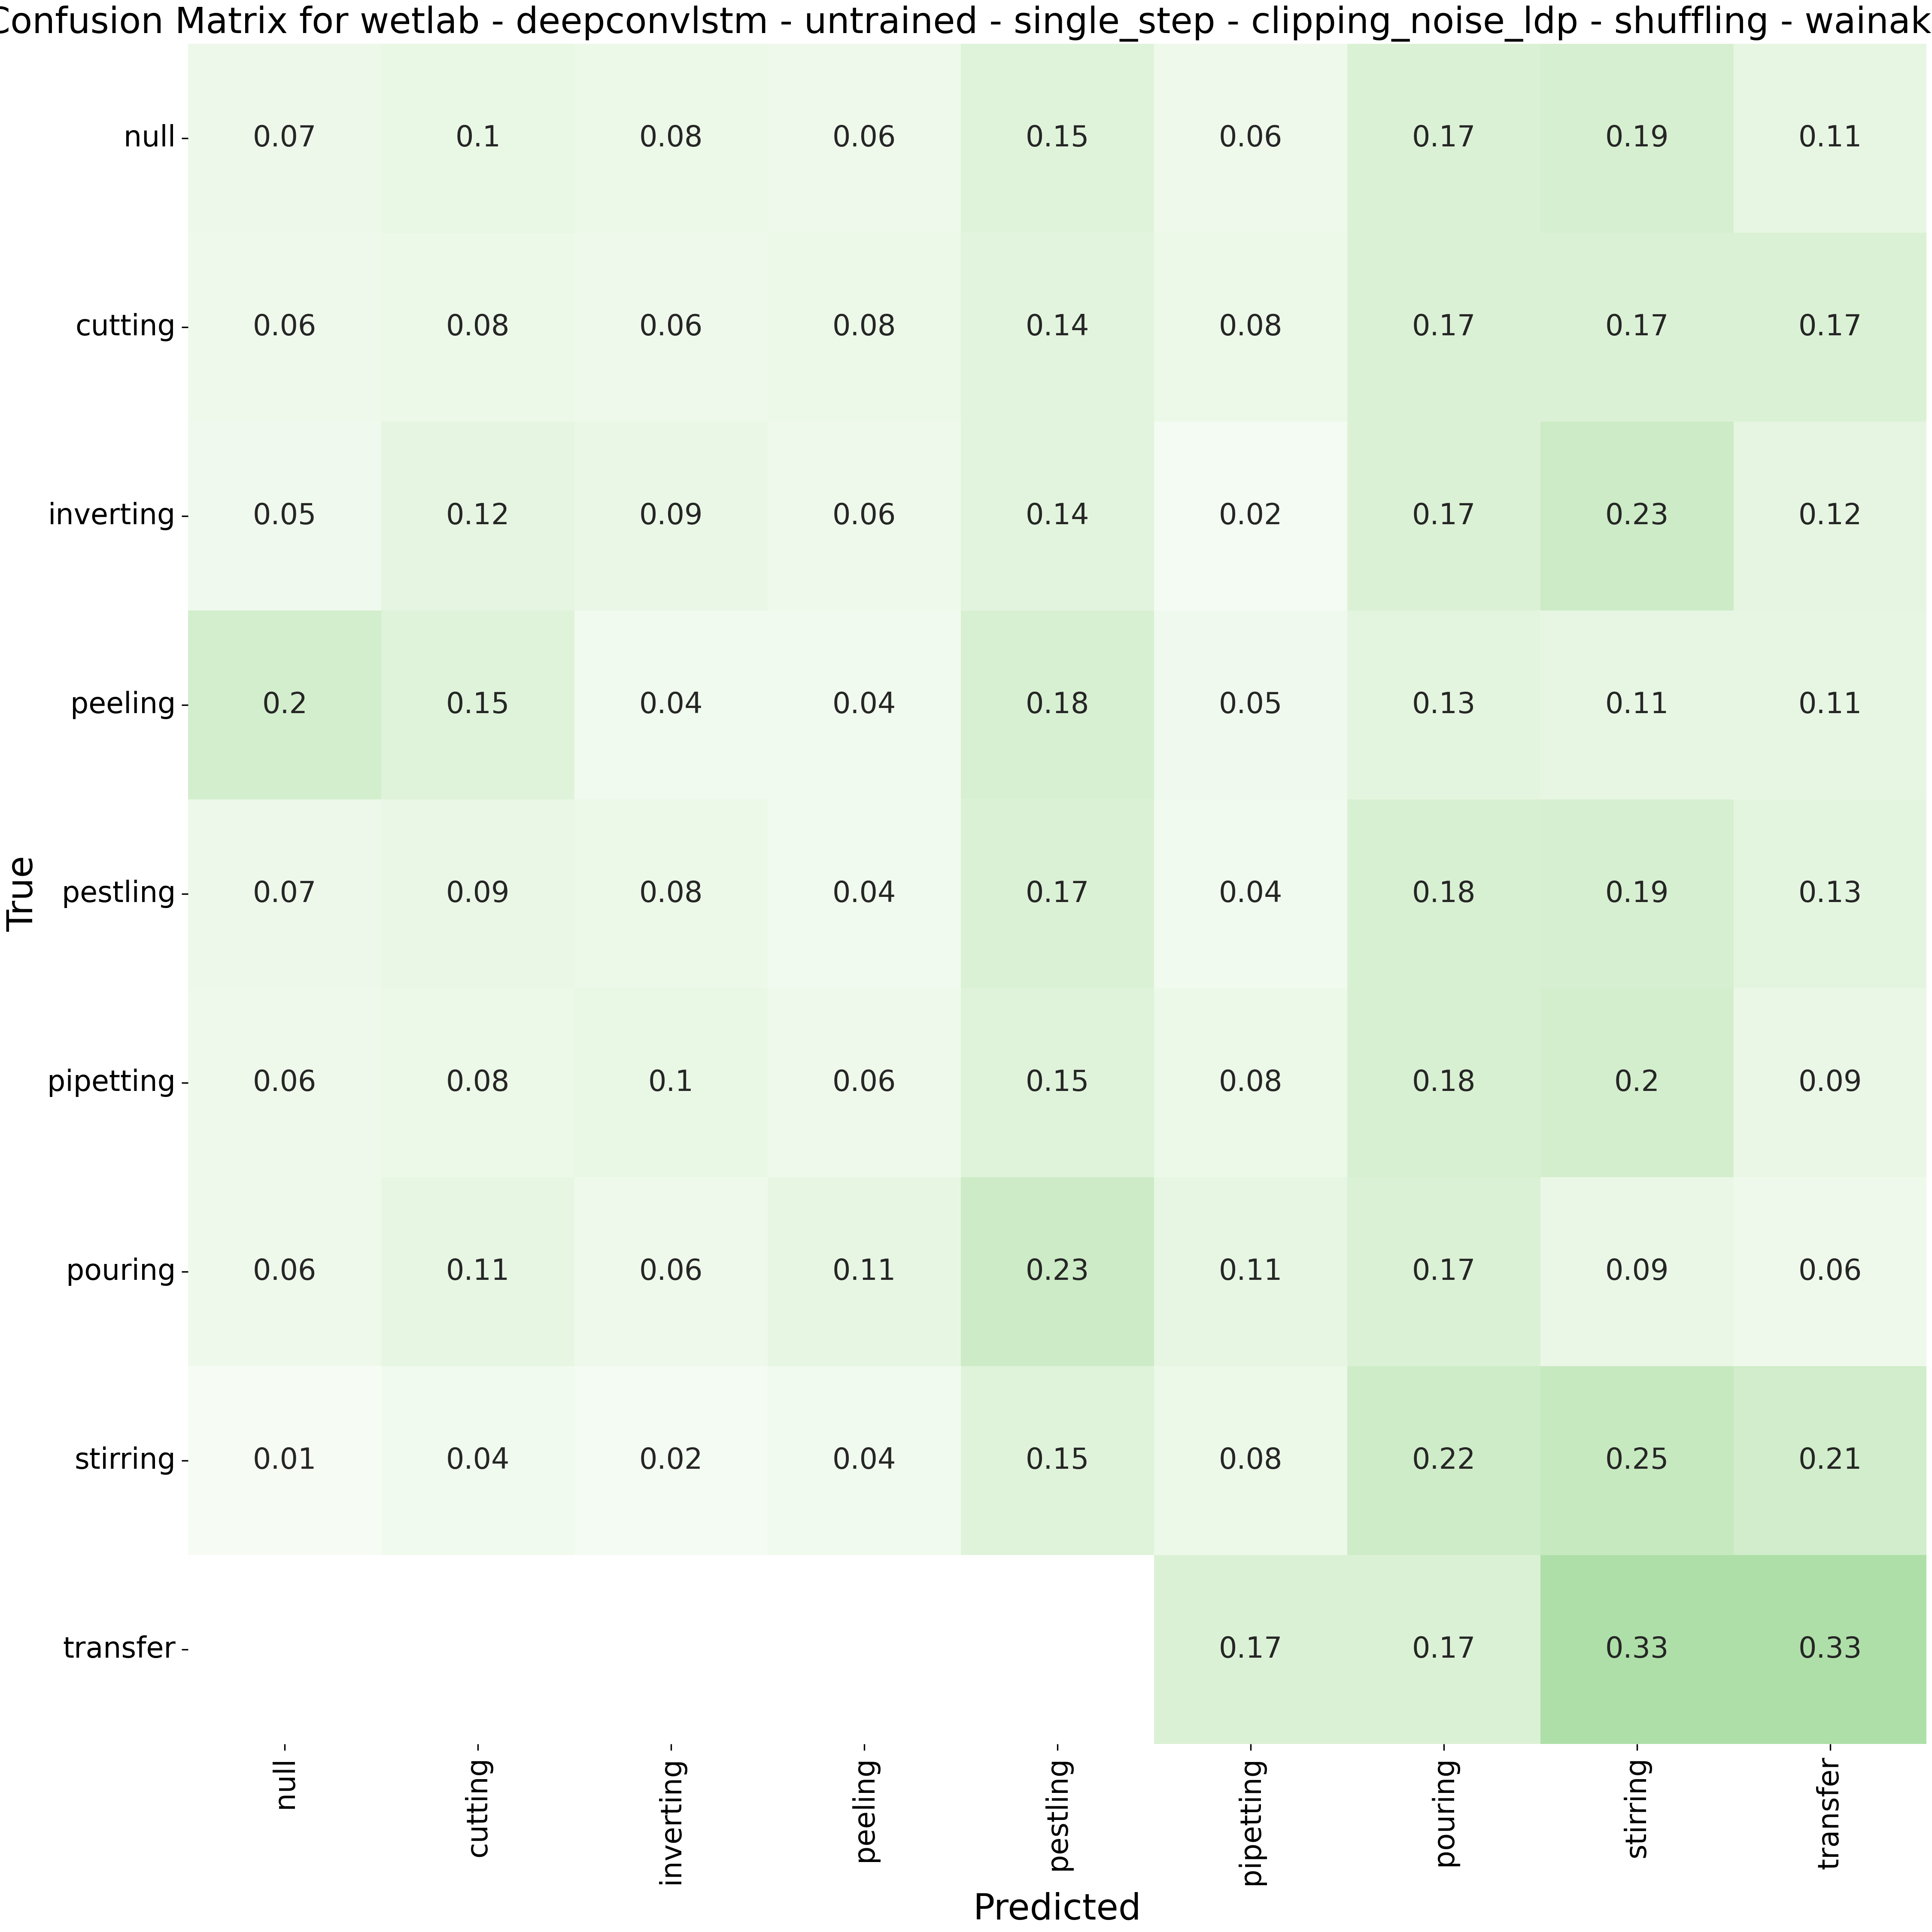 Confusion Matrix for wetlab - deepconvlstm - untrained - single_step - clipping_noise_ldp - shuffling - wainak
null 0.07 0.1 0.08 0.06 0.15 0.06 0.17 0.19 0.11
cutting 0.06 0.08 0.06 0.08 0.14 0.08 0.17 0.17 0.17
inverting 0.05 0.12 0.09 0.06 0.14 0.02 0.17 0.23 0.12
peeling 0.2 0.15 0.04 0.04 0.18 0.05 0.13 0.11 0.11
pestling 0.07 0.09 0.08 0.04 0.17 0.04 0.18 0.19 0.13
pipetting 0.06 0.08 0.1 0.06 0.15 0.08 0.18 0.2 0.09
pouring 0.06 0.11 0.06 0.11 0.23 0.11 0.17 0.09 0.06
stirring 0.01 0.04 0.02 0.04 0.15 0.08 0.22 0.25 0.21
transfer 0.17 0.17 0.33 0.33
True
null cutting inverting peeling pestling pipetting pouring stirring transfer
Predicted